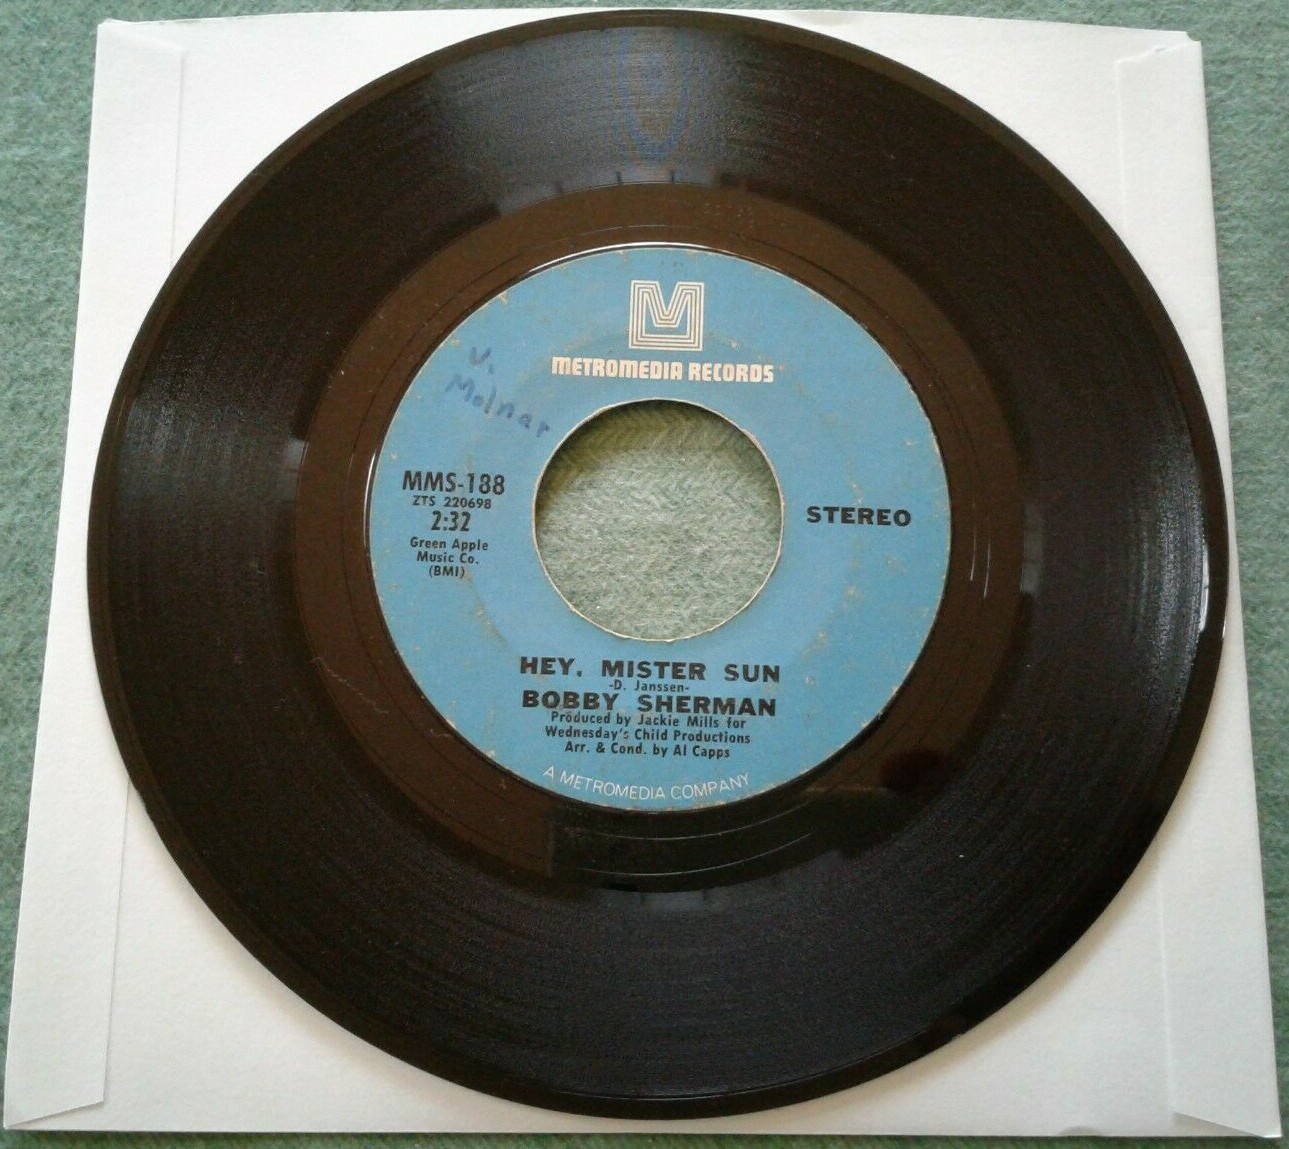 M
METROMEDIA RECORDS
V.
Molnar
MMS-188
ZTS 220698
2:32
Green Apple
Music Co.
(BMI)
STEREO
HEY, MISTER SUN
-D. Janssen-
BOBBY SHERMAN
Produced by Jackie Mills for
Wednesday's Child Productions
Arr. & Cond. by Al Capps
A METROMEDIA COMPANY